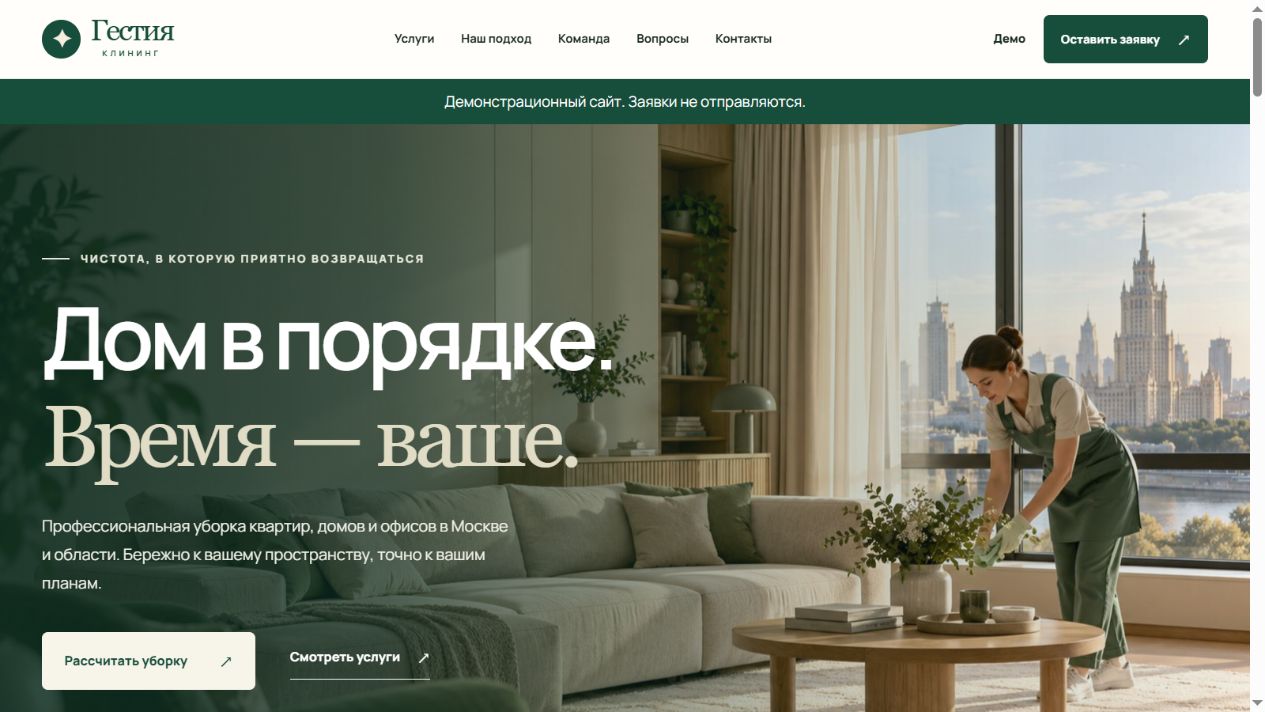 Гестия
КЛИНИНГ
Услуги
Наш подход
Команда
Вопросы
Контакты
Демо
Оставить заявку
Демонстрационный сайт. Заявки не отправляются.
ЧИСТОТА, В КОТОРУЮ ПРИЯТНО ВОЗВРАЩАТЬСЯ
Дом в порядке.
Время — ваше.
Профессиональная уборка квартир, домов и офисов в Москве
и области. Бережно к вашему пространству, точно к вашим
планам.
Рассчитать уборку
Смотреть услуги